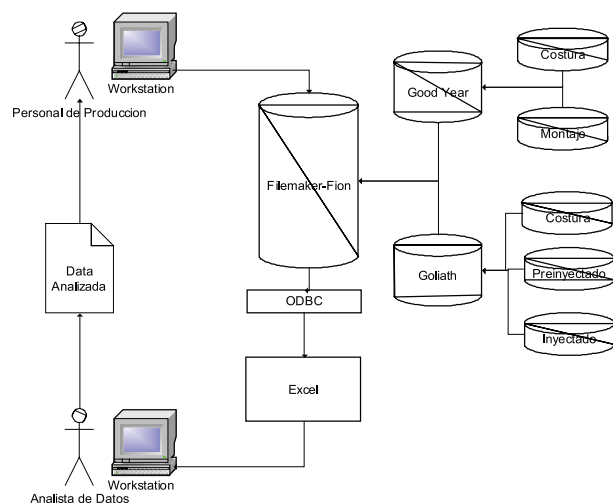 Costura
Workstation
Good Year
Personal de Produccion
Montaje
Filemaker-Fion
Costura
Data
Analizada
Goliath
Preinyectado
ODBC
Inyectado
Excel
Workstation
Analista de Datos